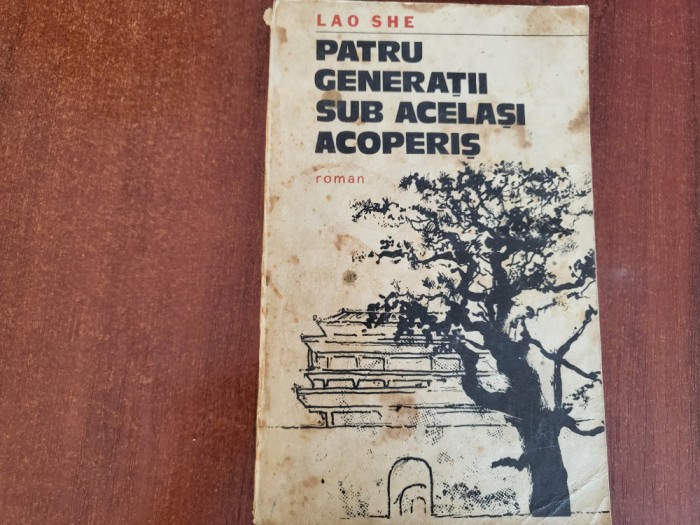 LAO SHE
PATRU
GENERAȚII
SUB ACELAȘI
ACOPERIȘ
roman